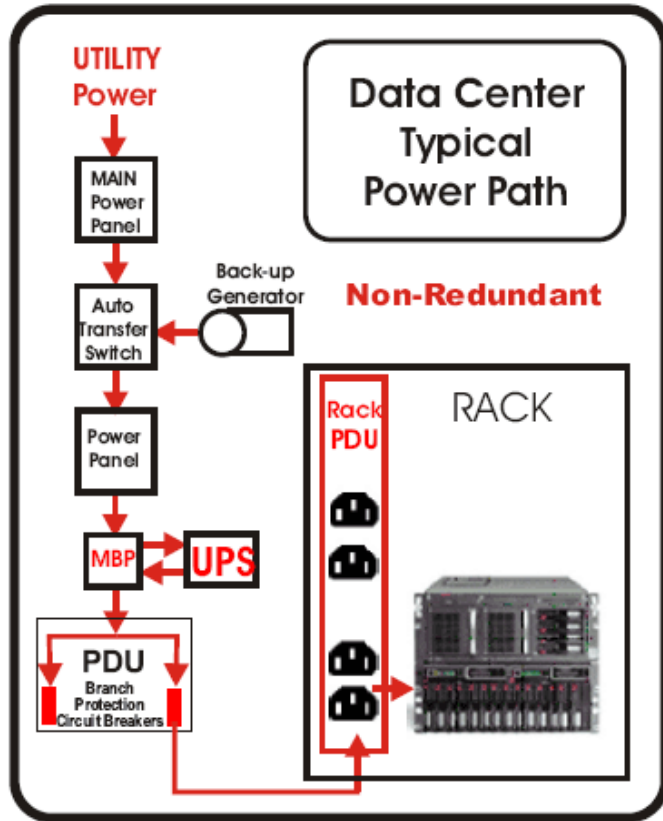 UTILITY
Power
Data Center
Typical
Power Path
MAIN
Power
Panel
Back-up
Generator
Non-Redundant
Auto
Transfer
Switch
Rack
PDU
RACK
Power
Panel
MBP
UPS
PDU
Branch
Protection
Circuit Breakers